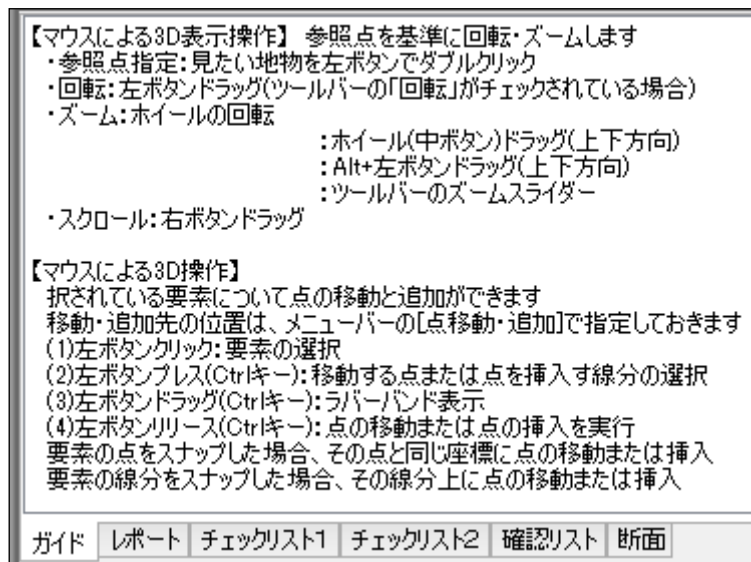 【マウスによる3D表示操作】 参照点を基準に回転・ズームします
・参照点指定:見たい地物を左ボタンでダブルクリック
・回転:左ボタンドラッグ(ツールバーの「回転」がチェックされている場合)
・ズーム:ホイールの回転
:ホイール(中ボタン)ドラッグ(上下方向)
:Alt+左ボタンドラッグ(上下方向)
:ツールバーのズームスライダー
・スクロール:右ボタンドラッグ
【マウスによる3D操作】
択されている要素について点の移動と追加ができます
移動・追加先の位置は、メニューバーの[点移動・追加]で指定しておきます
(1)左ボタンクリック:要素の選択
(2)左ボタンプレス(Ctrlキー):移動する点または点を挿入す線分の選択
(3)左ボタンドラッグ(Ctrlキー):ラバーバンド表示
(4)左ボタンリリース(Ctrlキー):点の移動または点の挿入を実行
要素の点をスナップした場合、その点と同じ座標に点の移動または挿入
要素の線分をスナップした場合、その線分上に点の移動または挿入
ガイド レポート チェックリスト1 チェックリスト2 確認リスト 断面